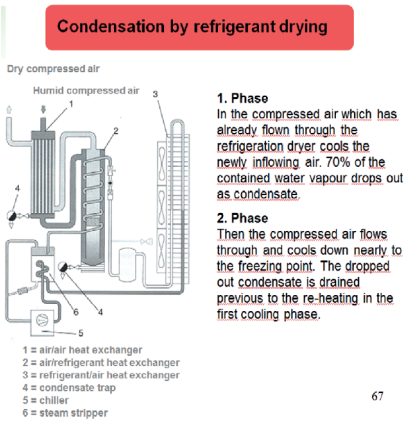 Condensation by refrigerant drying
Dry compressed air
Humid compressed air
3
1
2
4
6
4
5
1 = air/air heat exchanger
2 = air/refrigerant heat exchanger
3 = refrigerant/air heat exchanger
4 = condensate trap
5 = chiller
6 = steam stripper
1. Phase
In the compressed air which has
already flown through the
refrigeration dryer cools the
newly inflowing air. 70% of the
contained water vapour drops out
as condensate.
2. Phase
Then the compressed air flows
through and cools down nearly to
the freezing point. The dropped
out condensate is drained
previous to the re-heating in the
first cooling phase.
67